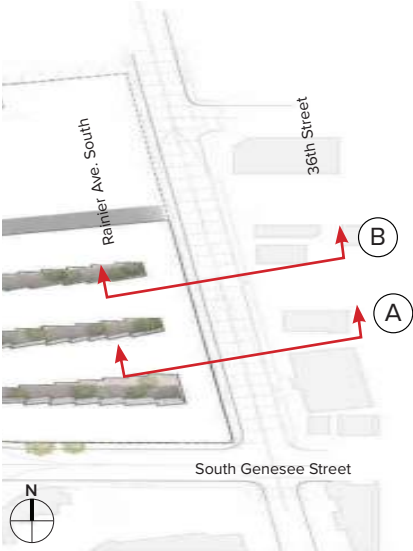 36th Street
Rainier Ave. South
B
A
South Genesee Street
N